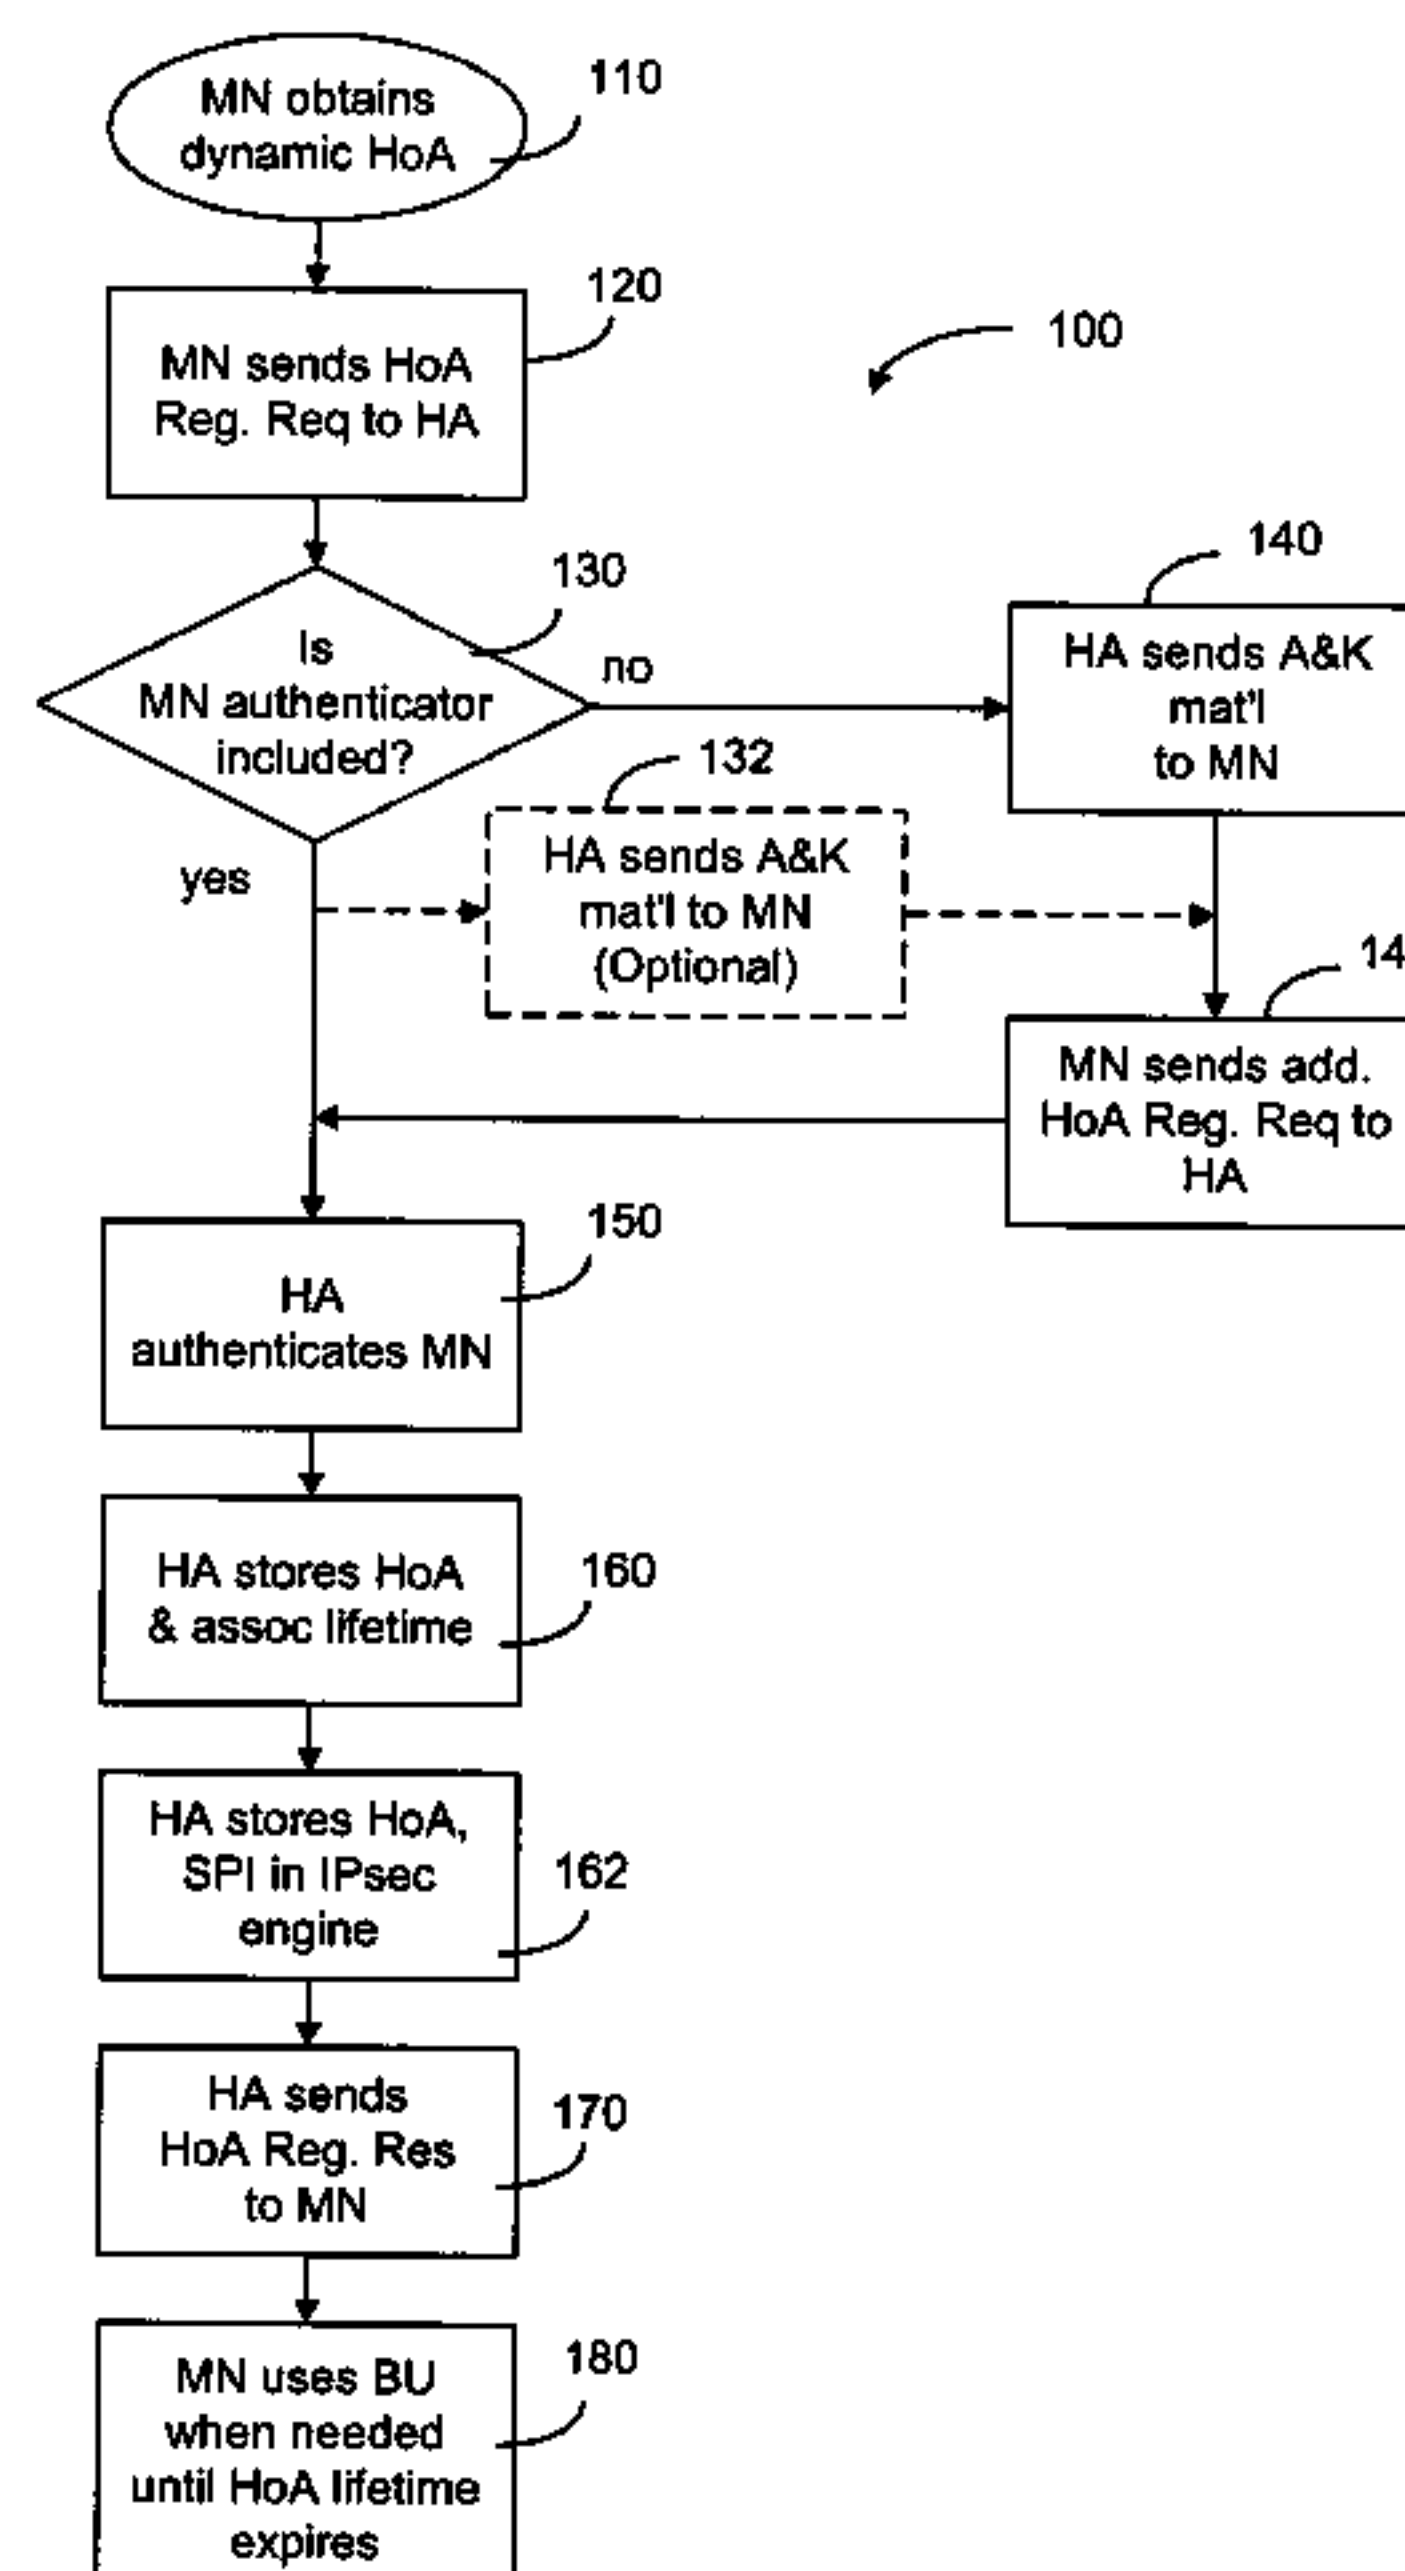 110
MN obtains
dynamic HoA
120
MN sends HoA
Reg. Req to HA
100
130
Is
MN authenticator
included?
no
yes
140
HA sends A&K
mat'l
to MN
132
HA sends A&K
mat'l to MN
(Optional)
14
MN sends add.
HoA Reg. Req to
HA
150
HA
authenticates MN
160
HA stores HoA
& assoc lifetime
162
HA stores HoA,
SPI in IPsec
engine
170
HA sends
HoA Reg. Res
to MN
180
MN uses BU
when needed
until HoA lifetime
expires